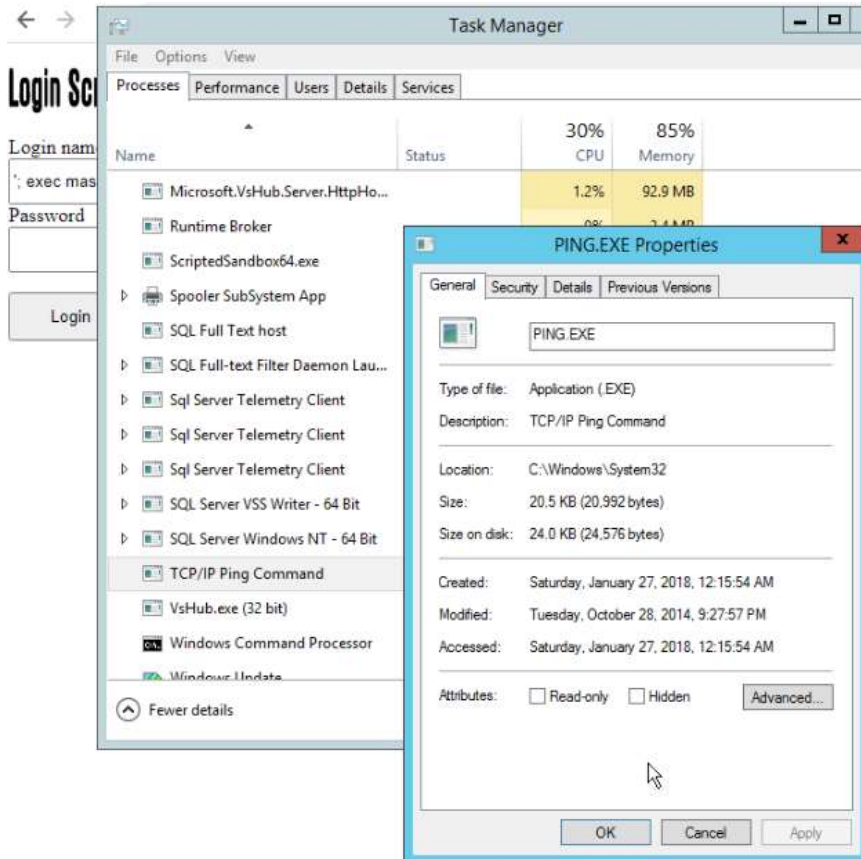 Task Manager
File Options View
Login Sc
Processes Performance Users Details Services
30% 85%
Name Status CPU Memory
Login nam
'; exec mas
Password
Login
Microsoft.VsHub.Server.HttpHo... 1.2% 92.9 MB
Runtime Broker
ScriptedSandbox64.exe
Spooler SubSystem App
SQL Full Text host
SQL Full-text Filter Daemon Lau...
Sql Server Telemetry Client
Sql Server Telemetry Client
Sql Server Telemetry Client
SQL Server VSS Writer - 64 Bit
SQL Server Windows NT - 64 Bit
TCP/IP Ping Command
VsHub.exe (32 bit)
Windows Command Processor
Windows Update
Fewer details
PING.EXE Properties
General Security Details Previous Versions
PING.EXE
Type of file: Application (.EXE)
Description: TCP/IP Ping Command
Location: C:\Windows\System32
Size: 20.5 KB (20,992 bytes)
Size on disk: 24.0 KB (24,576 bytes)
Created: Saturday, January 27, 2018, 12:15:54 AM
Modified: Tuesday, October 28, 2014, 9:27:57 PM
Accessed: Saturday, January 27, 2018, 12:15:54 AM
Attributes: Read-only Hidden Advanced...
OK Cancel Apply